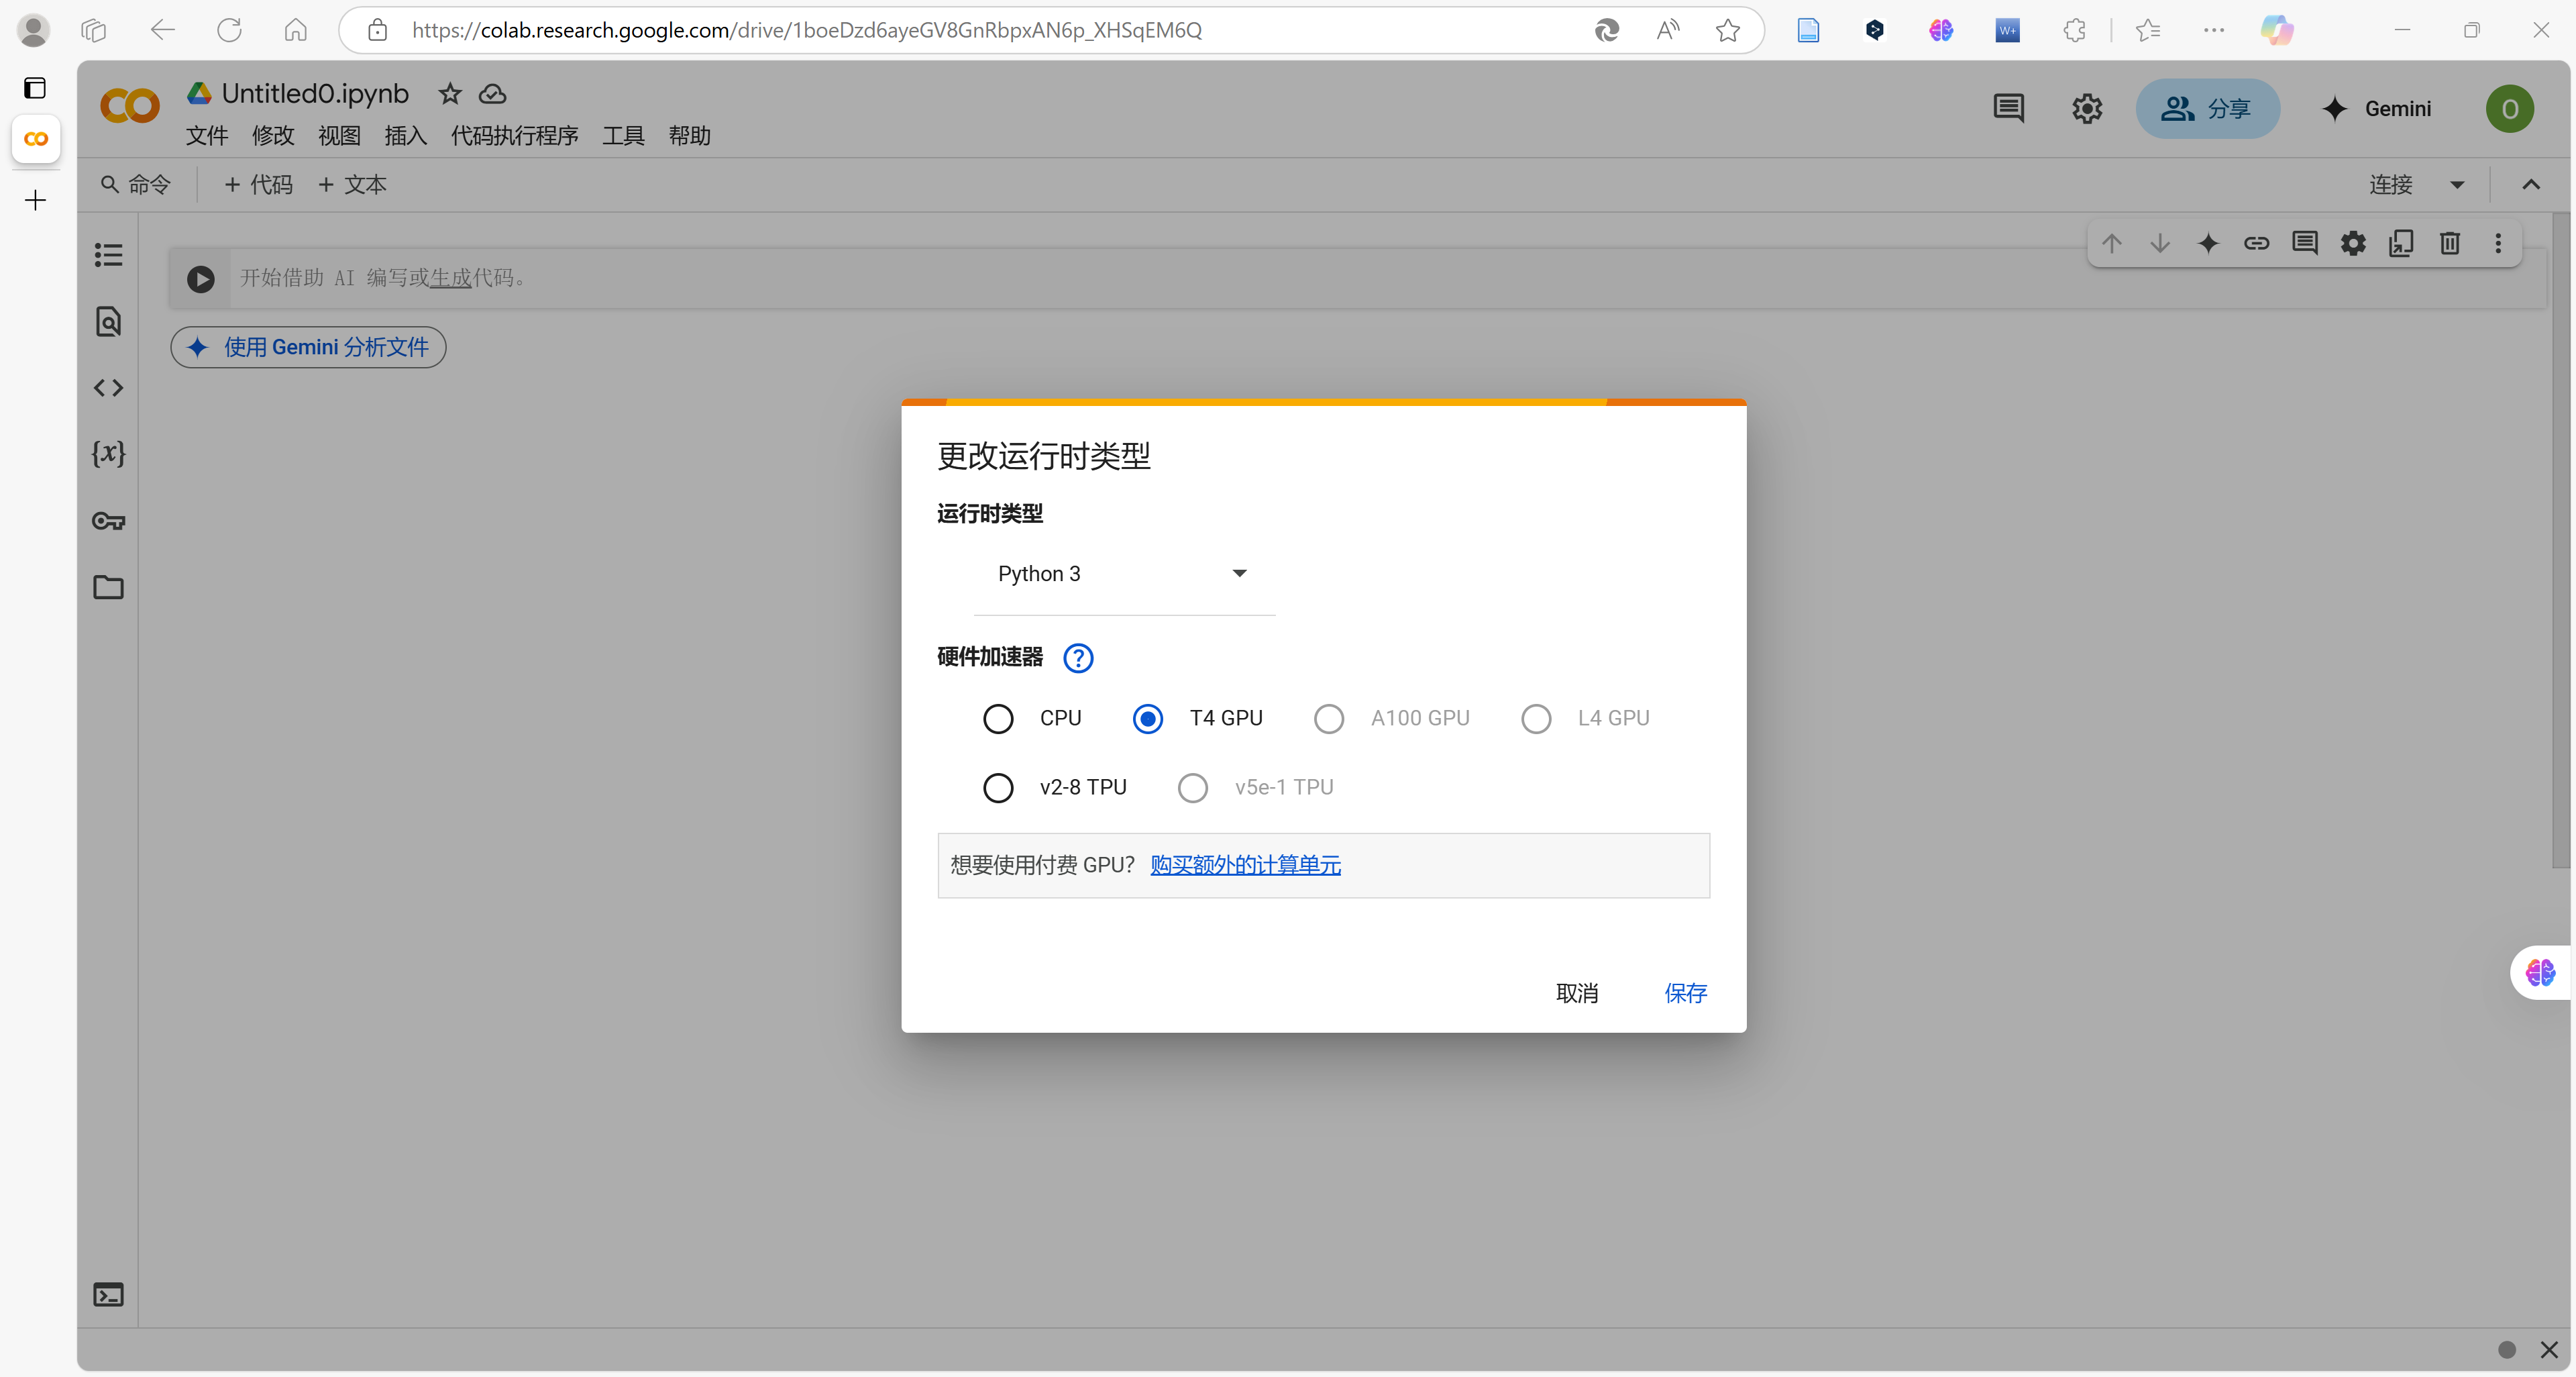 https://colab.research.google.com/drive/1boeDzd6ayeGV8GnRbpxAN6p_XHSqEM6Q
W+
Untitled0.ipynb
文件 修改 视图 插入 代码执行程序 工具 帮助
分享
Gemini
O
命令
+ 代码 + 文本
连接
开始借助 AI 编写或生成代码。
使用 Gemini 分析文件
更改运行时类型
运行时类型
Python 3
硬件加速器
CPU T4 GPU A100 GPU L4 GPU
v2-8 TPU v5e-1 TPU
想要使用付费 GPU? 购买额外的计算单元
取消 保存